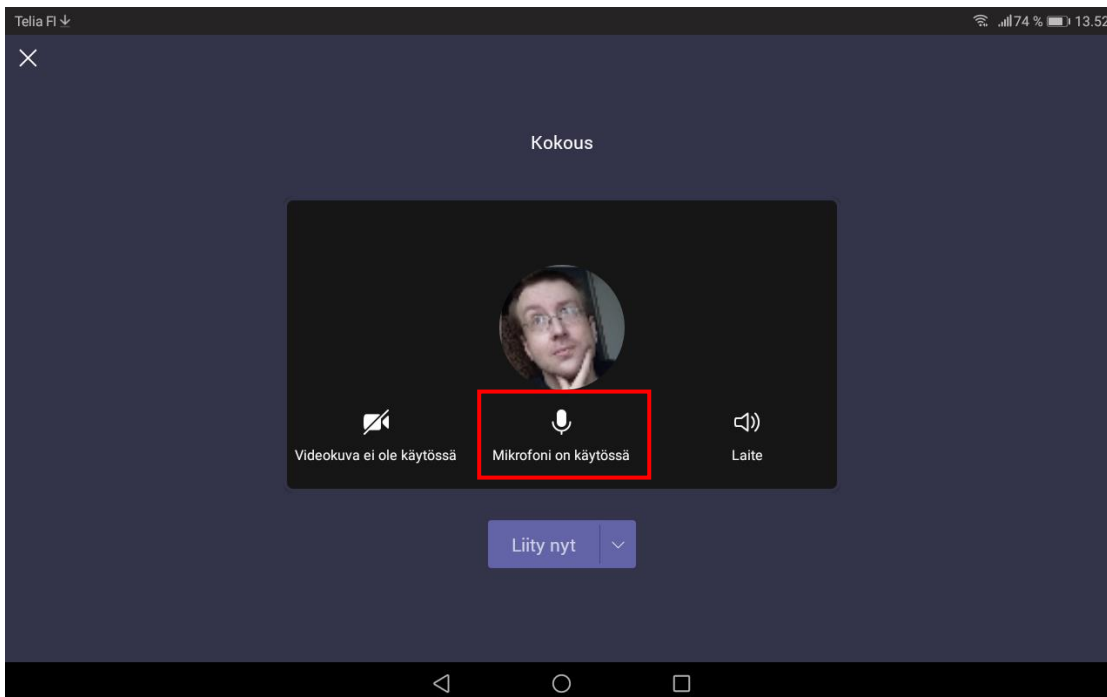 Telia FI 74 % 13.52
Kokous
Videokuva ei ole käytössä Mikrofoni on käytössä Laite
Liity nyt